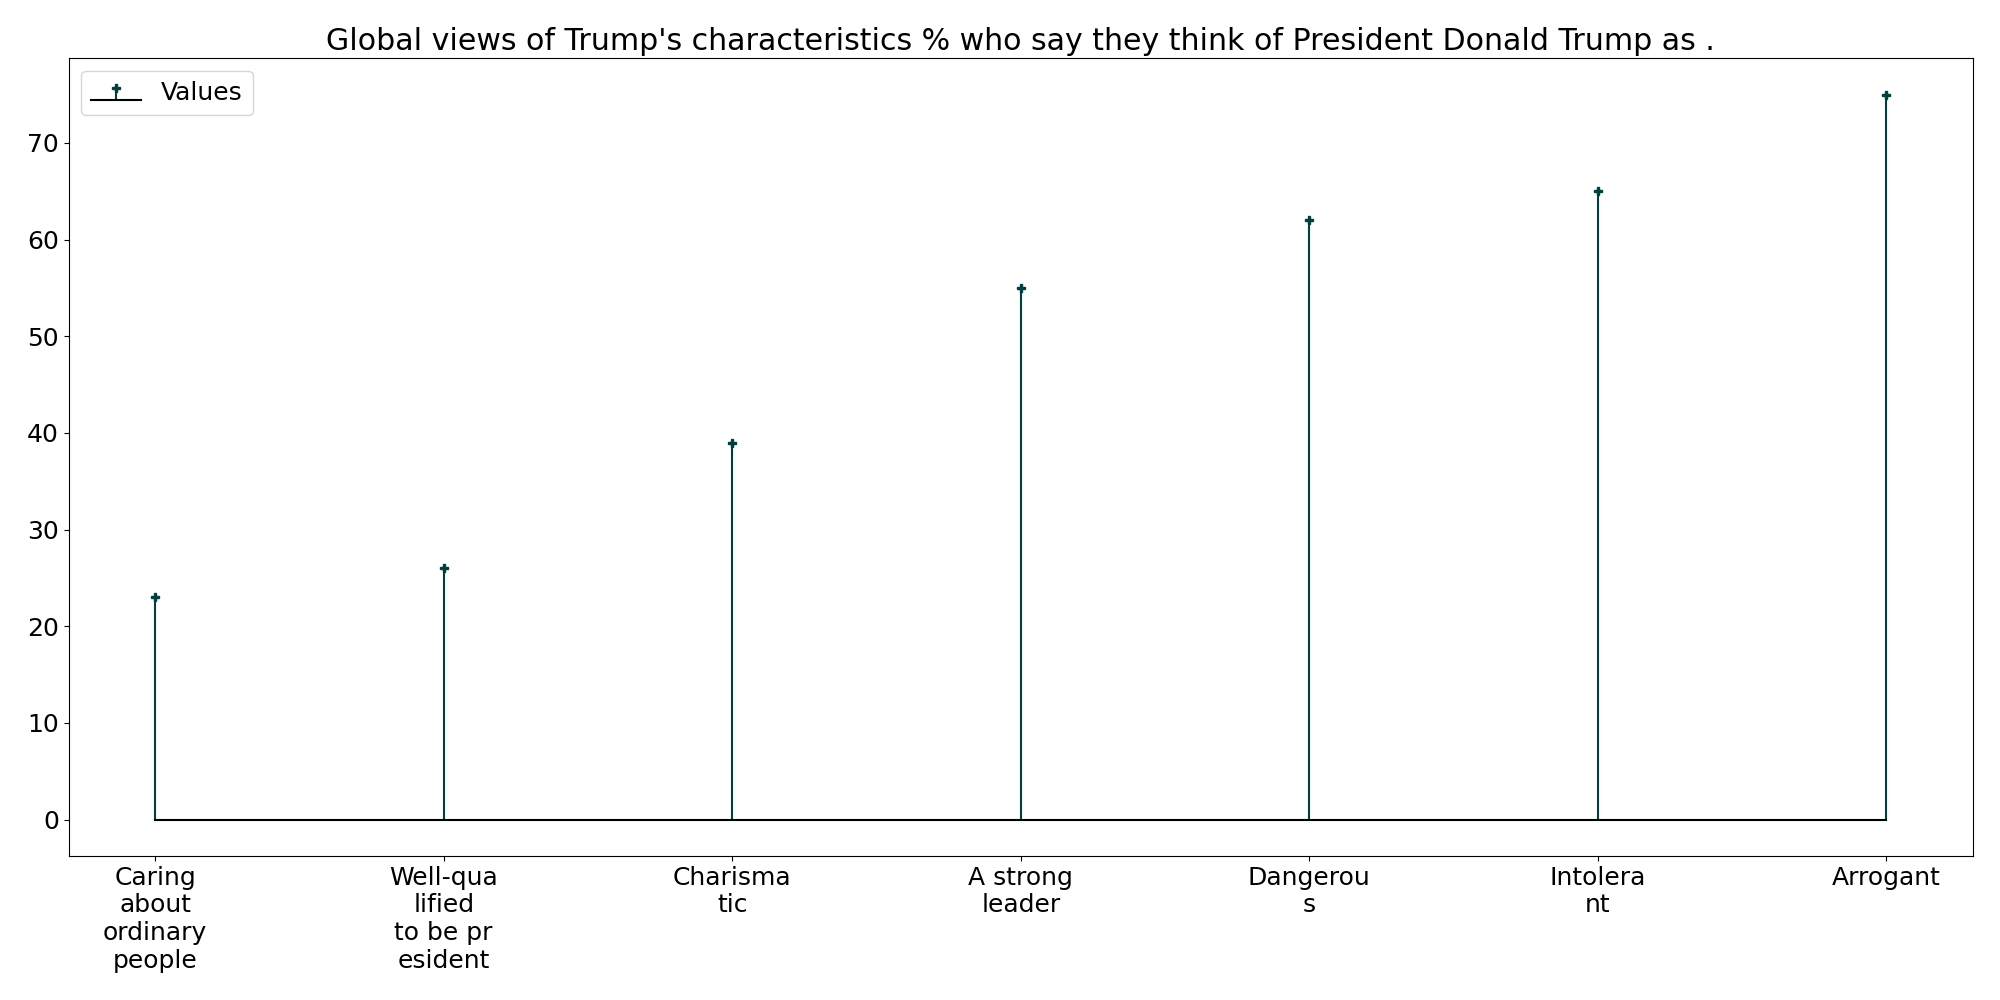 Global views of Trump's characteristics % who say they think of President Donald Trump as .
Values
70
60
50
40
30
20
10
0
Caring
about
ordinary
people
Well-qua
lified
to be pr
esident
Charisma
tic
A strong
leader
Dangerou
s
Intolera
nt
Arrogant